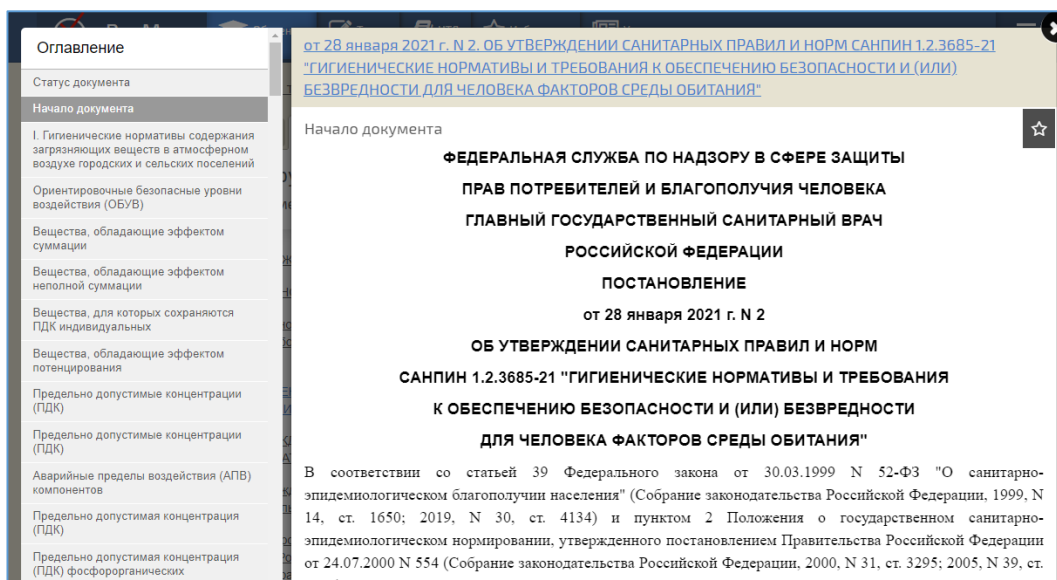 Оглавление
Статус документа
Начало документа
I. Гигиенические нормативы содержания
загрязняющих веществ в атмосферном
воздухе городских и сельских поселений
Ориентировочные безопасные уровни
воздействия (ОБУВ)
Вещества, обладающие эффектом
суммации
Вещества, обладающие эффектом
неполной суммации
Вещества, для которых сохраняются
ПДК индивидуальных
Вещества, обладающие эффектом
потенцирования
Предельно допустимые концентрации
(ПДК)
Предельно допустимые концентрации
(ПДК)
Аварийные пределы воздействия (АПВ)
компонентов
Предельно допустимая концентрация
(ПДК)
Предельно допустимая концентрация
(ПДК) фосфорорганических
от 28 января 2021 г. N 2. ОБ УТВЕРЖДЕНИИ САНИТАРНЫХ ПРАВИЛ И НОРМ САНПИН 1.2.3685-21
"ГИГИЕНИЧЕСКИЕ НОРМАТИВЫ И ТРЕБОВАНИЯ К ОБЕСПЕЧЕНИЮ БЕЗОПАСНОСТИ И (ИЛИ)
БЕЗВРЕДНОСТИ ДЛЯ ЧЕЛОВЕКА ФАКТОРОВ СРЕДЫ ОБИТАНИЯ"
Начало документа
ФЕДЕРАЛЬНАЯ СЛУЖБА ПО НАДЗОРУ В СФЕРЕ ЗАЩИТЫ
ПРАВ ПОТРЕБИТЕЛЕЙ И БЛАГОПОЛУЧИЯ ЧЕЛОВЕКА
ГЛАВНЫЙ ГОСУДАРСТВЕННЫЙ САНИТАРНЫЙ ВРАЧ
РОССИЙСКОЙ ФЕДЕРАЦИИ
ПОСТАНОВЛЕНИЕ
от 28 января 2021 г. N 2
ОБ УТВЕРЖДЕНИИ САНИТАРНЫХ ПРАВИЛ И НОРМ
САНПИН 1.2.3685-21 "ГИГИЕНИЧЕСКИЕ НОРМАТИВЫ И ТРЕБОВАНИЯ
К ОБЕСПЕЧЕНИЮ БЕЗОПАСНОСТИ И (ИЛИ) БЕЗВРЕДНОСТИ
ДЛЯ ЧЕЛОВЕКА ФАКТОРОВ СРЕДЫ ОБИТАНИЯ"
В соответствии со статьей 39 Федерального закона от 30.03.1999 N 52-ФЗ "О санитарно-
эпидемиологическом благополучии населения" (Собрание законодательства Российской Федерации, 1999, N
14, ст. 1650; 2019, N 30, ст. 4134) и пунктом 2 Положения о государственном санитарно-
эпидемиологическом нормировании, утвержденного постановлением Правительства Российской Федерации
от 24.07.2000 N 554 (Собрание законодательства Российской Федерации, 2000, N 31, ст. 3295; 2005, N 39, ст.